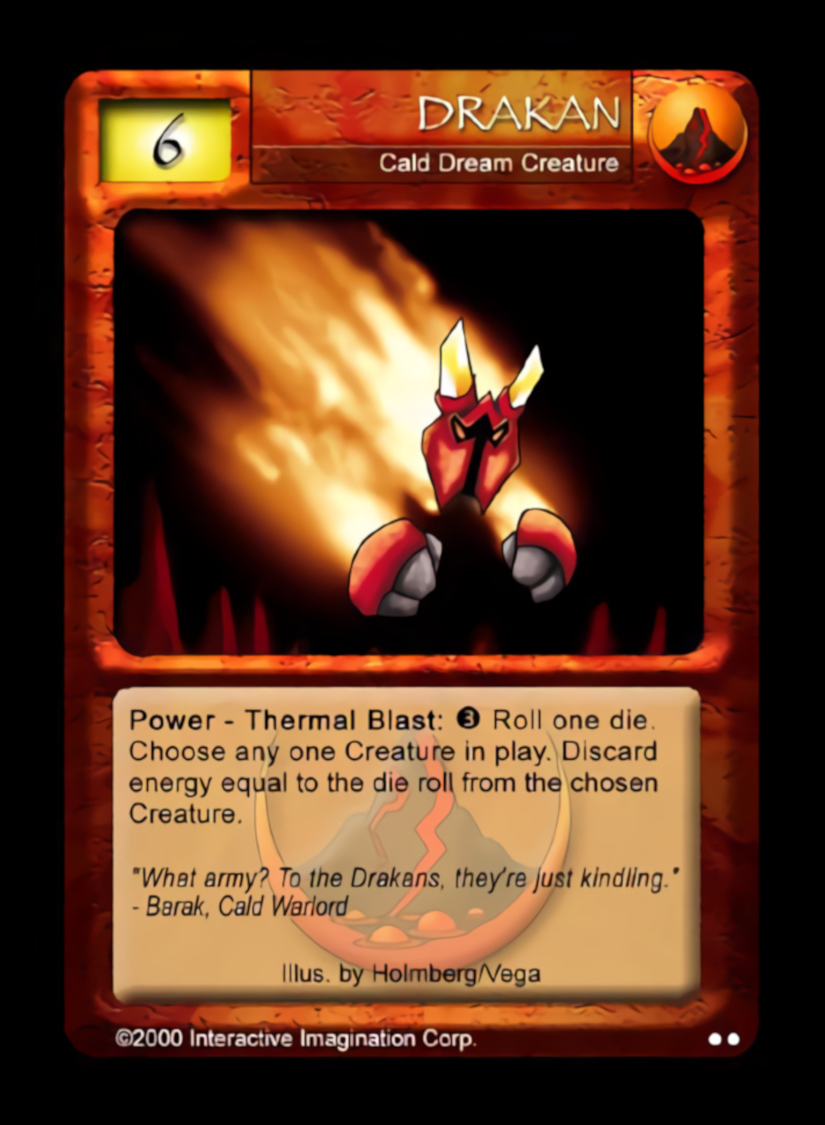 6
DRAKAN
Cald Dream Creature
Power - Thermal Blast: ❸ Roll one die.
Choose any one Creature in play. Discard
energy equal to the die roll from the chosen
Creature.
"What army? To the Drakans, they're just kindling."
- Barak, Cald Warlord
Illus. by Holmberg/Vega
©2000 Interactive Imagination Corp.